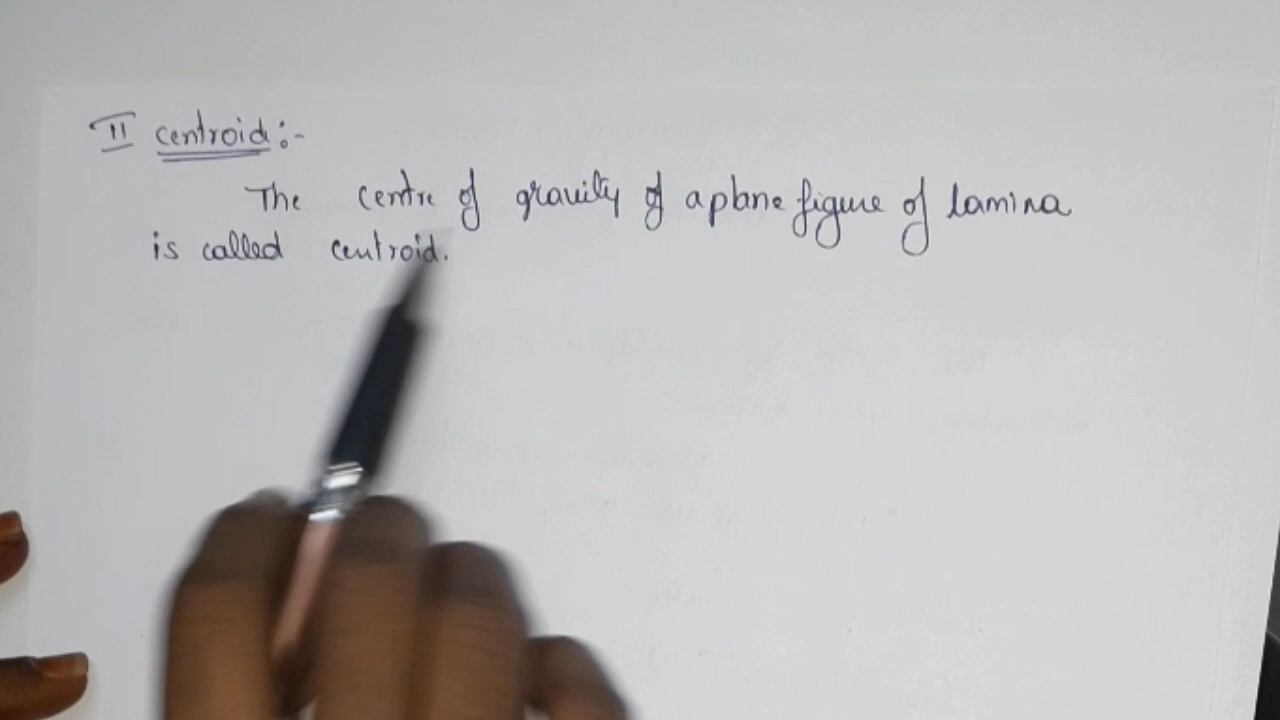 II centroid:-
The centre of gravity of a plane figure of lamina
is called centroid.